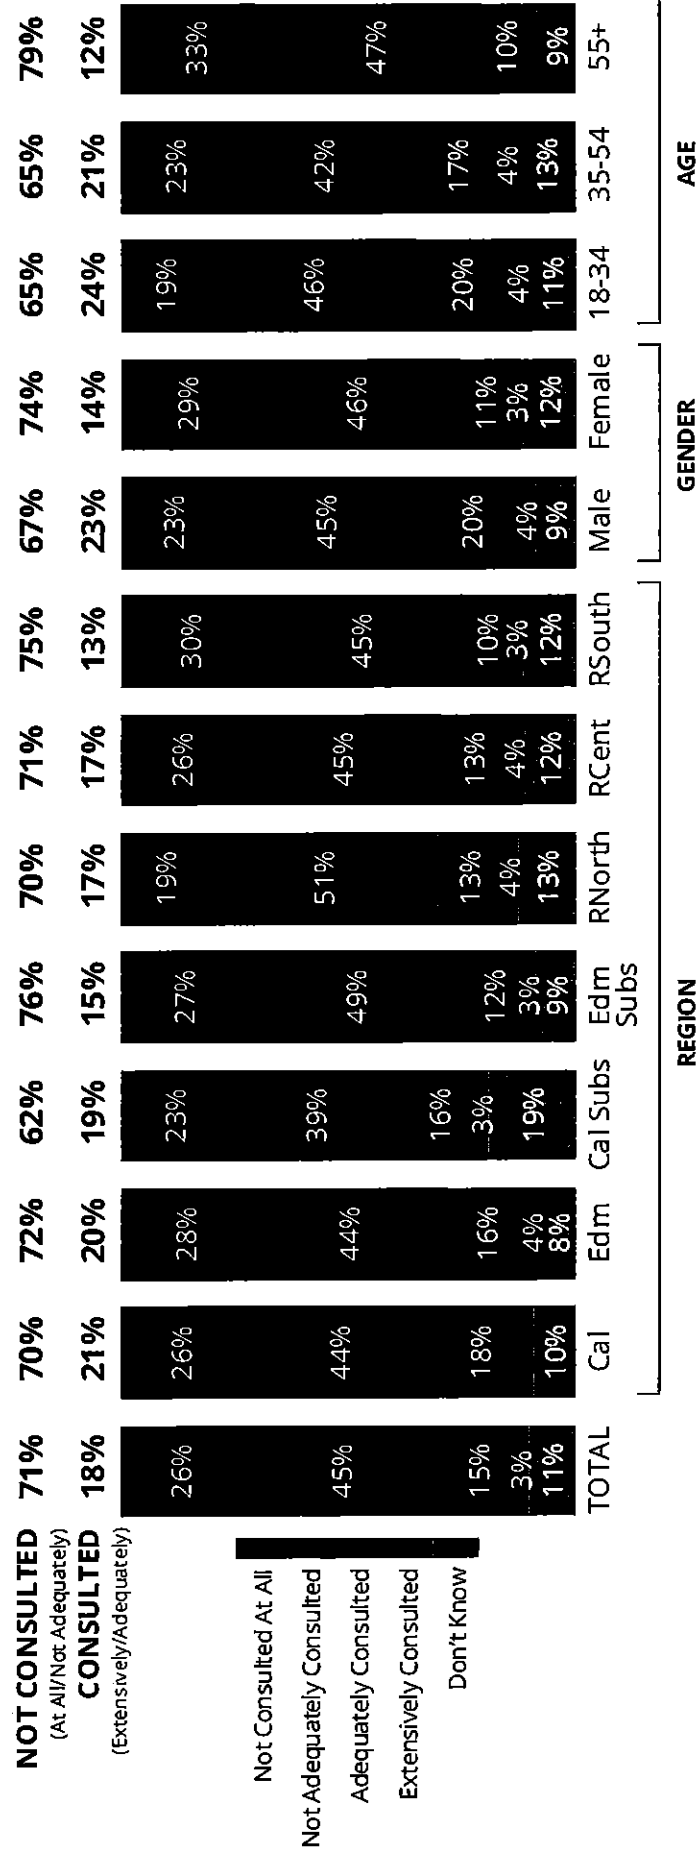 NOT CONSULTED 71% 70% 72% 62% 76% 70% 71% 75% 67% 74% 65% 65% 79%
(At All/Not Adequately)
CONSULTED 18% 21% 20% 19% 15% 17% 17% 13% 23% 14% 24% 21% 12%
(Extensively/Adequately)
Not Consulted At All
Not Adequately Consulted
Adequately Consulted
Extensively Consulted
Don't Know
26% 26% 28% 23% 27% 19% 26% 30% 23% 29% 19% 23% 33%
45% 44% 44% 39% 49% 51% 45% 45% 45% 46% 46% 42% 47%
15% 18% 16% 16% 12% 13% 13% 10% 20% 11% 20% 17% 10%
3% 4% 3% 3% 4% 4% 3% 4% 3% 4% 4%
11% 10% 8% 19% 9% 13% 12% 12% 9% 12% 11% 13% 9%
TOTAL Cal Edm Cal Subs Edm Subs RNorth RCent RSouth Male Female 18-34 35-54 55+
REGION GENDER AGE